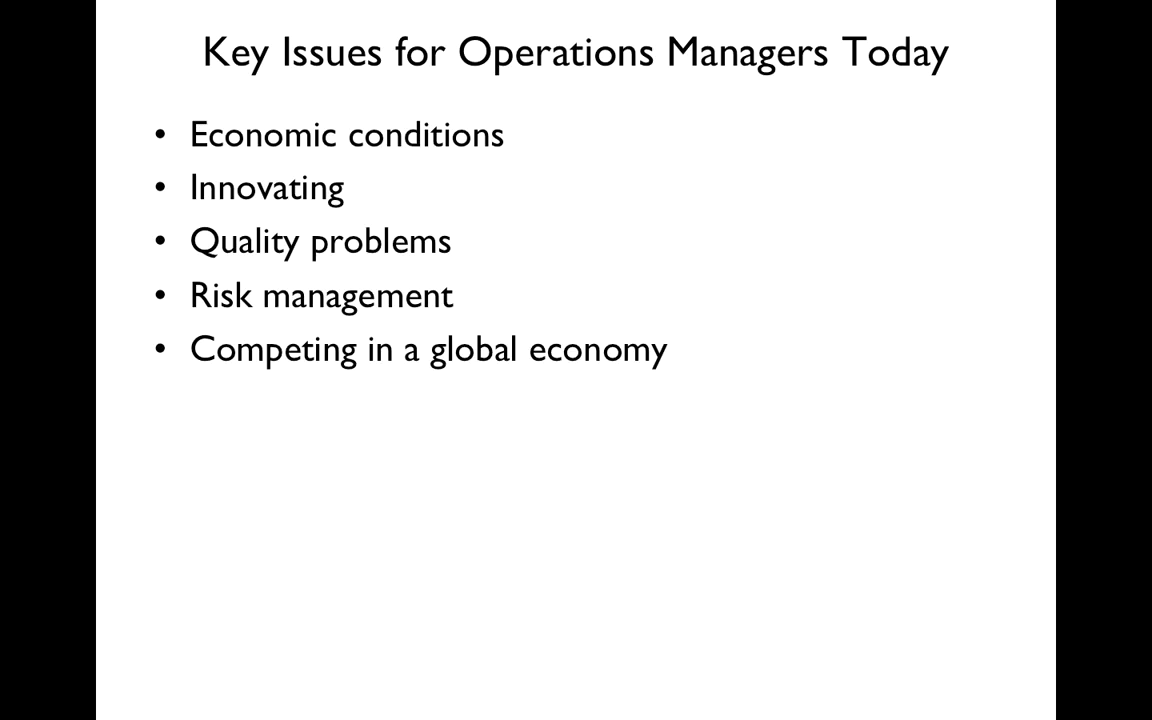 Key Issues for Operations Managers Today
• Economic conditions
• Innovating
• Quality problems
• Risk management
• Competing in a global economy